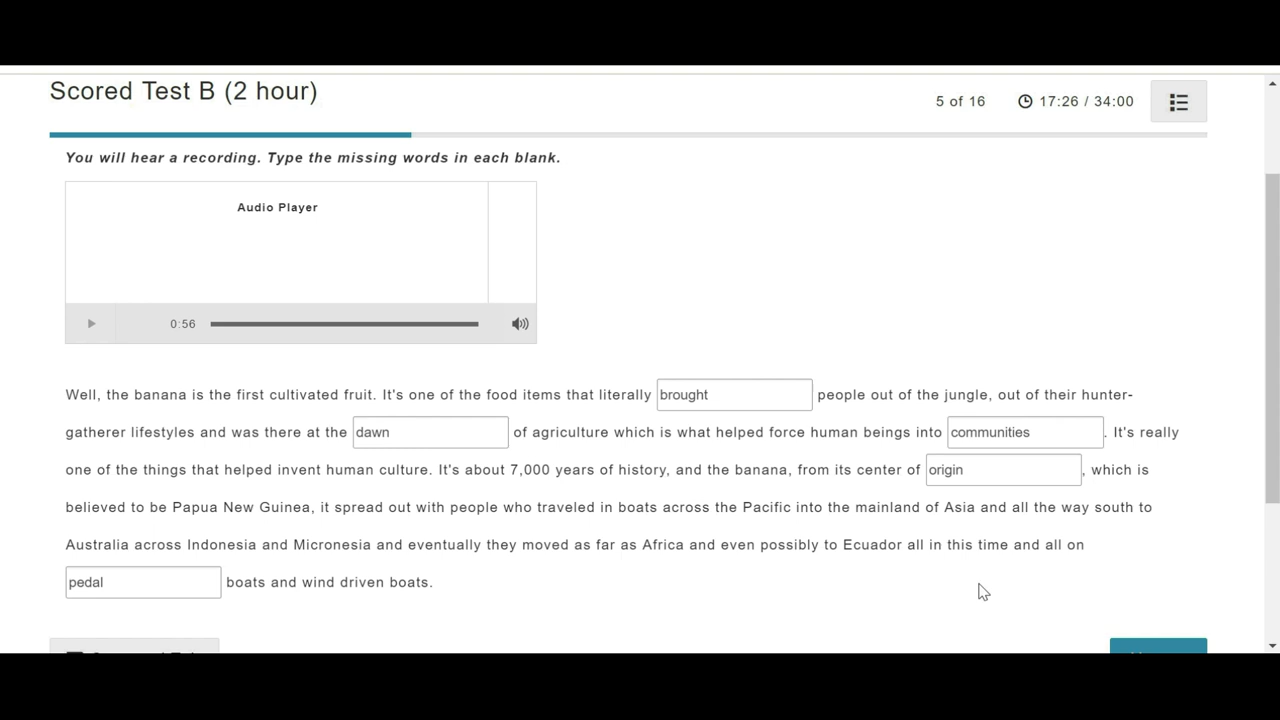 Scored Test B (2 hour)
5 of 16
17:26 / 34:00
You will hear a recording. Type the missing words in each blank.
Audio Player
0:56
Well, the banana is the first cultivated fruit. It's one of the food items that literally brought people out of the jungle, out of their hunter-
gatherer lifestyles and was there at the dawn of agriculture which is what helped force human beings into communities . It's really
one of the things that helped invent human culture. It's about 7,000 years of history, and the banana, from its center of origin , which is
believed to be Papua New Guinea, it spread out with people who traveled in boats across the Pacific into the mainland of Asia and all the way south to
Australia across Indonesia and Micronesia and eventually they moved as far as Africa and even possibly to Ecuador all in this time and all on
pedal boats and wind driven boats.